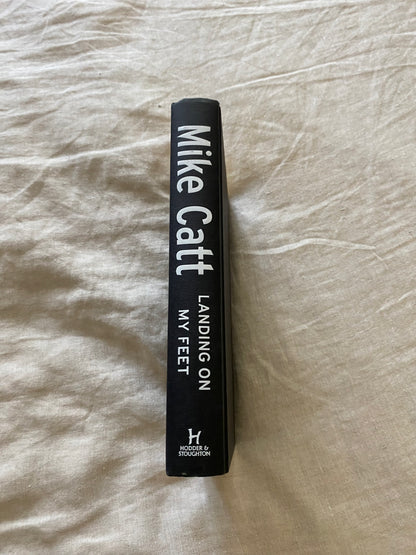 Mike Catt
LANDING ON
MY FEET
HODDER &
STOUGHTON